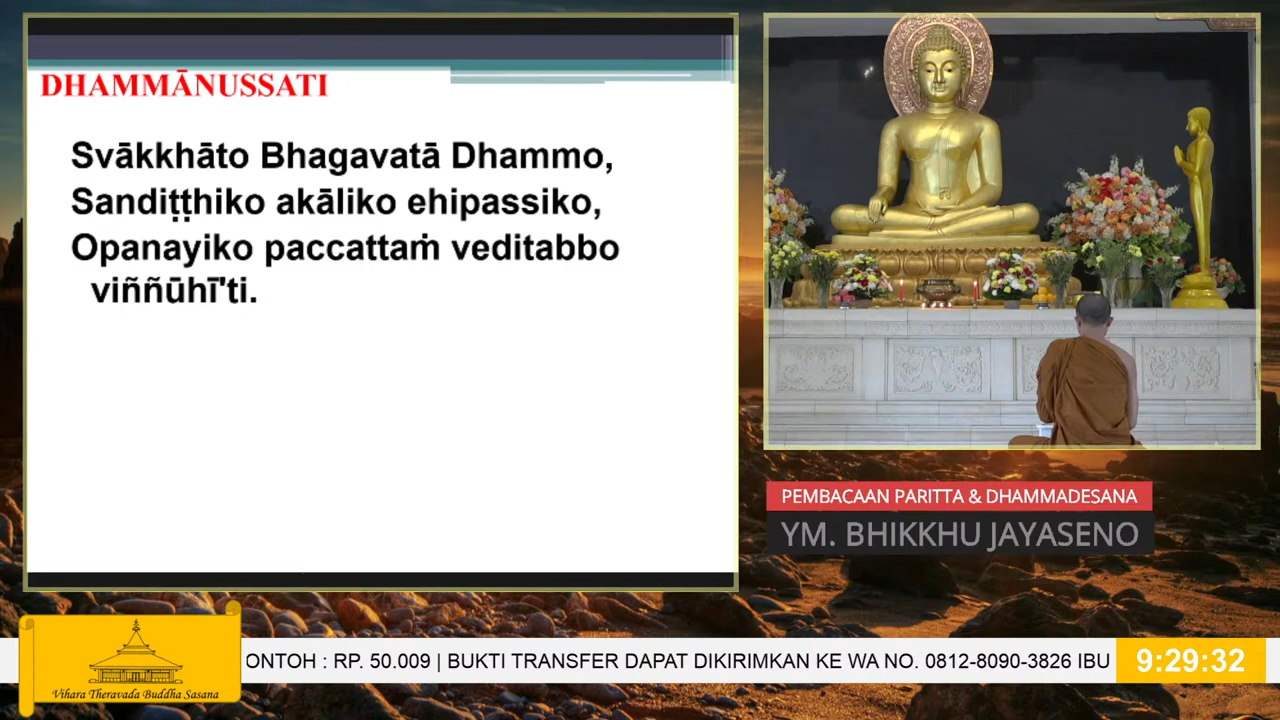 DHAMMĀNUSSATI
Svākkhāto Bhagavatā Dhammo,
Sandiṭṭhiko akāliko ehipassiko,
Opanayiko paccattaṁ veditabbo
viññūhī'ti.
PEMBACAAN PARITTA & DHAMMADESANA
YM. BHIKKHU JAYASENO
Vihara Theravada Buddha Sasana
ONTOH : RP. 50.009 | BUKTI TRANSFER DAPAT DIKIRIMKAN KE WA NO. 0812-8090-3826 IBU
9:29:32